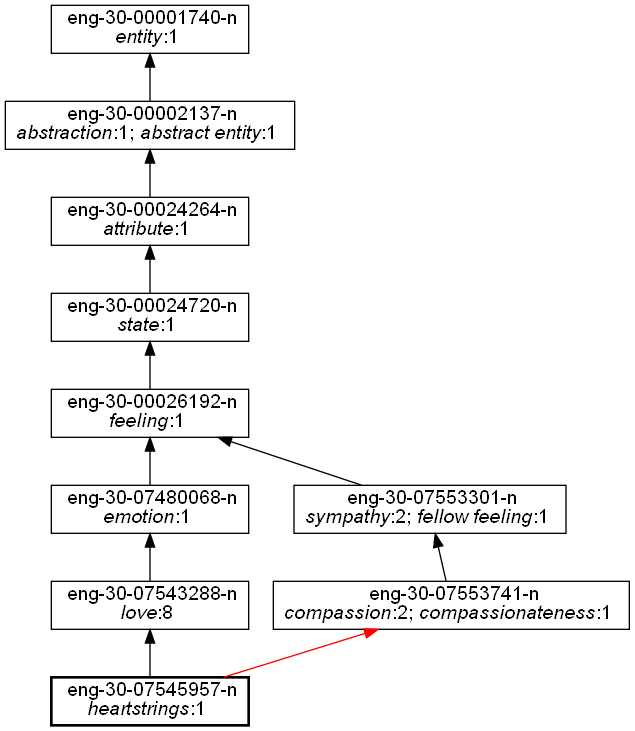 eng-30-00001740-n
entity:1
eng-30-00002137-n
abstraction:1; abstract entity:1
eng-30-00024264-n
attribute:1
eng-30-00024720-n
state:1
eng-30-00026192-n
feeling:1
eng-30-07480068-n
emotion:1
eng-30-07553301-n
sympathy:2; fellow feeling:1
eng-30-07543288-n
love:8
eng-30-07553741-n
compassion:2; compassionateness:1
eng-30-07545957-n
heartstrings:1